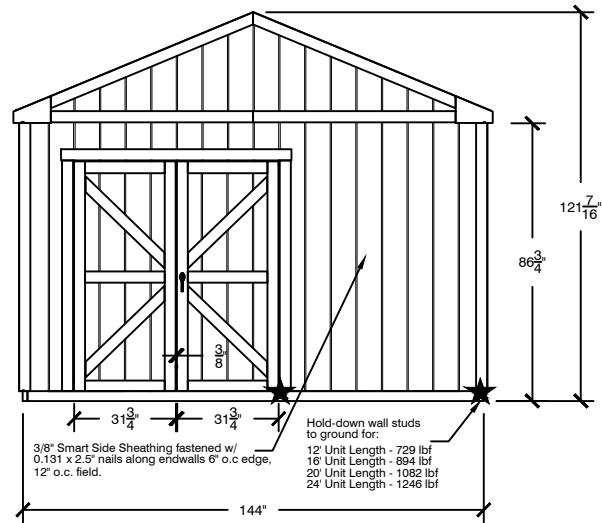 121 7/16"
86 3/4"
3/8"
31 3/4"
31 3/4"
3/8" Smart Side Sheathing fastened w/
0.131 x 2.5" nails along endwalls 6" o.c edge,
12" o.c. field.
Hold-down wall studs
to ground for:
12' Unit Length - 729 lbf
16' Unit Length - 894 lbf
20' Unit Length - 1082 lbf
24' Unit Length - 1246 lbf
144"